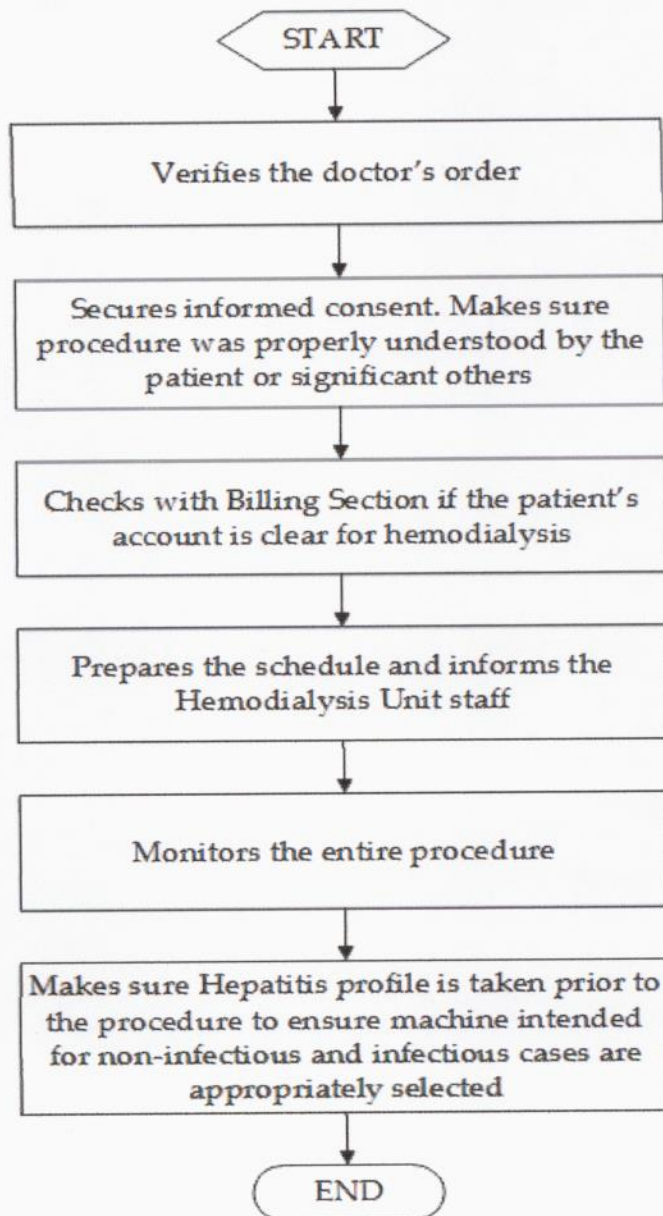 START
Verifies the doctor's order
Secures informed consent. Makes sure
procedure was properly understood by the
patient or significant others
Checks with Billing Section if the patient's
account is clear for hemodialysis
Prepares the schedule and informs the
Hemodialysis Unit staff
Monitors the entire procedure
Makes sure Hepatitis profile is taken prior to
the procedure to ensure machine intended
for non-infectious and infectious cases are
appropriately selected
END